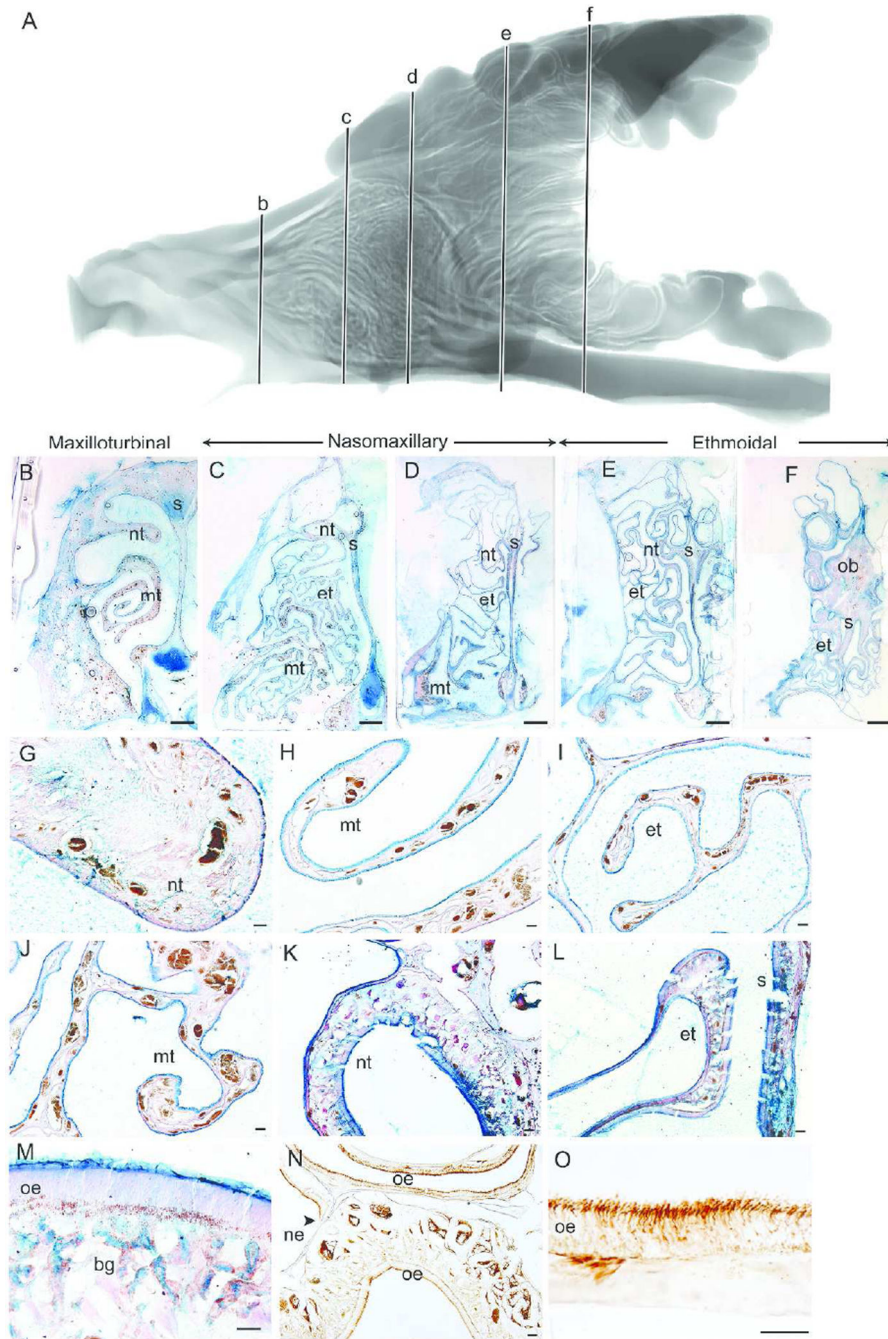 A
b
c
d
e
f
Maxilloturbinal Nasomaxillary Ethmoidal
B
s
nt
mt
C
nt
s
et
mt
D
nt
s
et
mt
E
nt
s
et
F
ob
s
et
G
nt
H
mt
I
et
J
mt
K
nt
L
s
et
M
oe
bg
N
oe
ne
oe
O
oe